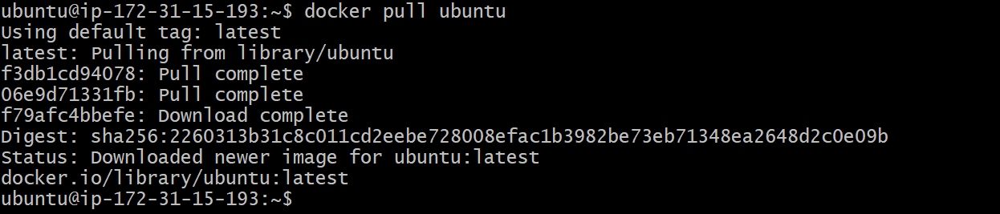 ubuntu@ip-172-31-15-193:~$ docker pull ubuntu
Using default tag: latest
latest: Pulling from library/ubuntu
f3db1cd94078: Pull complete
06e9d71331fb: Pull complete
f79afc4bbefe: Download complete
Digest: sha256:2260313b31c8c011cd2eebe728008efac1b3982be73eb71348ea2648d2c0e09b
Status: Downloaded newer image for ubuntu:latest
docker.io/library/ubuntu:latest
ubuntu@ip-172-31-15-193:~$